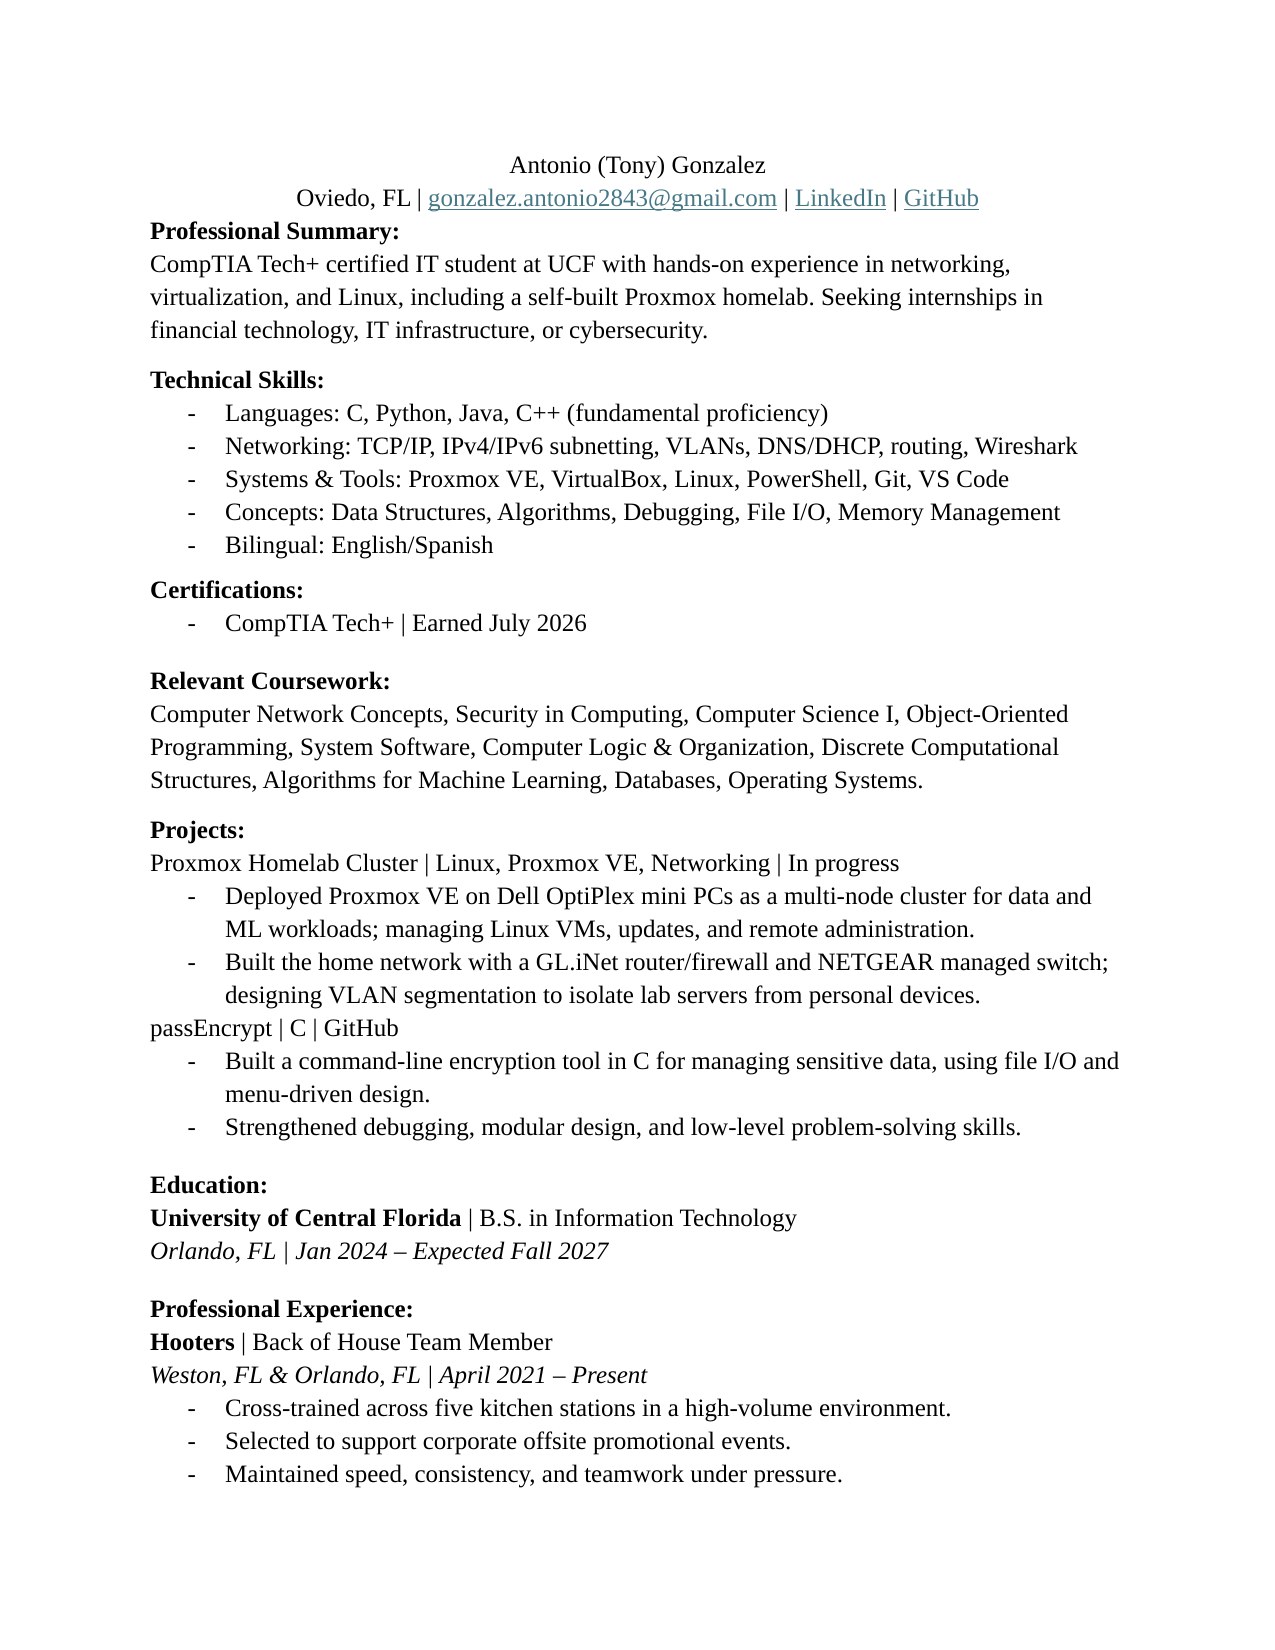 Antonio (Tony) Gonzalez
Oviedo, FL | gonzalez.antonio2843@gmail.com | LinkedIn | GitHub
Professional Summary:
CompTIA Tech+ certified IT student at UCF with hands-on experience in networking,
virtualization, and Linux, including a self-built Proxmox homelab. Seeking internships in
financial technology, IT infrastructure, or cybersecurity.
Technical Skills:
- Languages: C, Python, Java, C++ (fundamental proficiency)
- Networking: TCP/IP, IPv4/IPv6 subnetting, VLANs, DNS/DHCP, routing, Wireshark
- Systems & Tools: Proxmox VE, VirtualBox, Linux, PowerShell, Git, VS Code
- Concepts: Data Structures, Algorithms, Debugging, File I/O, Memory Management
- Bilingual: English/Spanish
Certifications:
- CompTIA Tech+ | Earned July 2026
Relevant Coursework:
Computer Network Concepts, Security in Computing, Computer Science I, Object-Oriented
Programming, System Software, Computer Logic & Organization, Discrete Computational
Structures, Algorithms for Machine Learning, Databases, Operating Systems.
Projects:
Proxmox Homelab Cluster | Linux, Proxmox VE, Networking | In progress
- Deployed Proxmox VE on Dell OptiPlex mini PCs as a multi-node cluster for data and
ML workloads; managing Linux VMs, updates, and remote administration.
- Built the home network with a GL.iNet router/firewall and NETGEAR managed switch;
designing VLAN segmentation to isolate lab servers from personal devices.
passEncrypt | C | GitHub
- Built a command-line encryption tool in C for managing sensitive data, using file I/O and
menu-driven design.
- Strengthened debugging, modular design, and low-level problem-solving skills.
Education:
University of Central Florida | B.S. in Information Technology
Orlando, FL | Jan 2024 – Expected Fall 2027
Professional Experience:
Hooters | Back of House Team Member
Weston, FL & Orlando, FL | April 2021 – Present
- Cross-trained across five kitchen stations in a high-volume environment.
- Selected to support corporate offsite promotional events.
- Maintained speed, consistency, and teamwork under pressure.